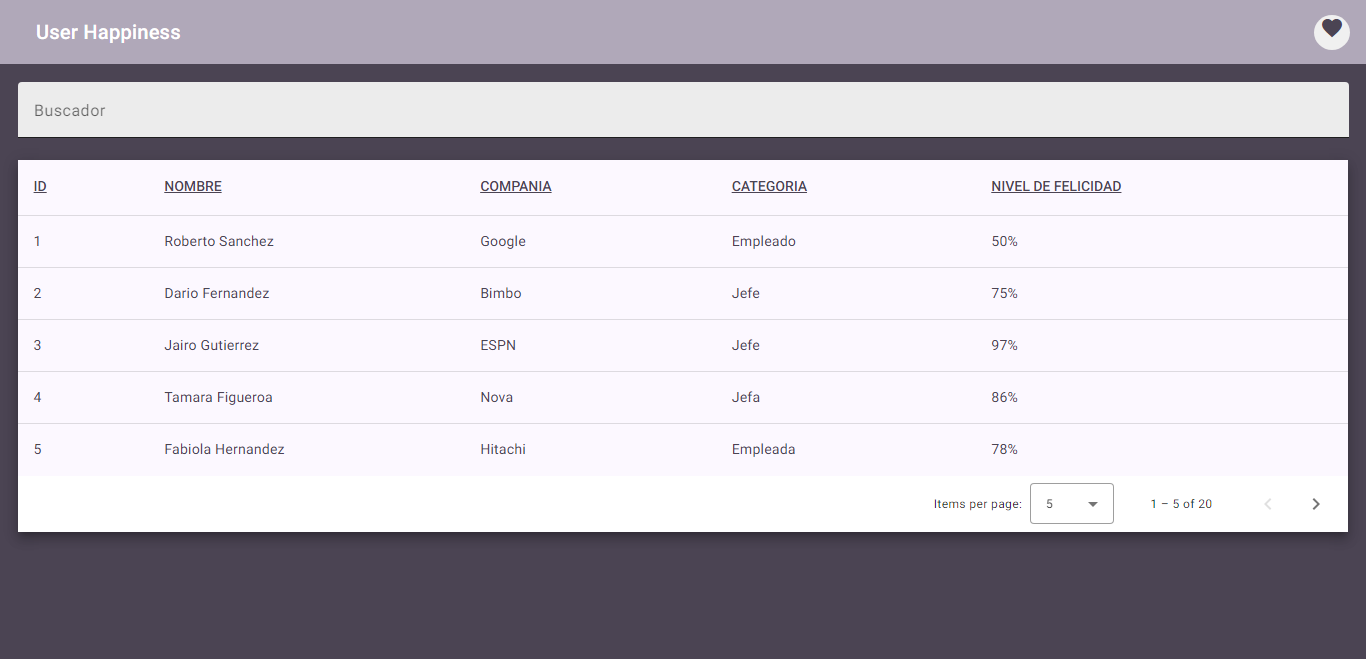 User Happiness
Buscador
ID NOMBRE COMPANIA CATEGORIA NIVEL DE FELICIDAD
1 Roberto Sanchez Google Empleado 50%
2 Dario Fernandez Bimbo Jefe 75%
3 Jairo Gutierrez ESPN Jefe 97%
4 Tamara Figueroa Nova Jefa 86%
5 Fabiola Hernandez Hitachi Empleada 78%
Items per page: 5 1 – 5 of 20